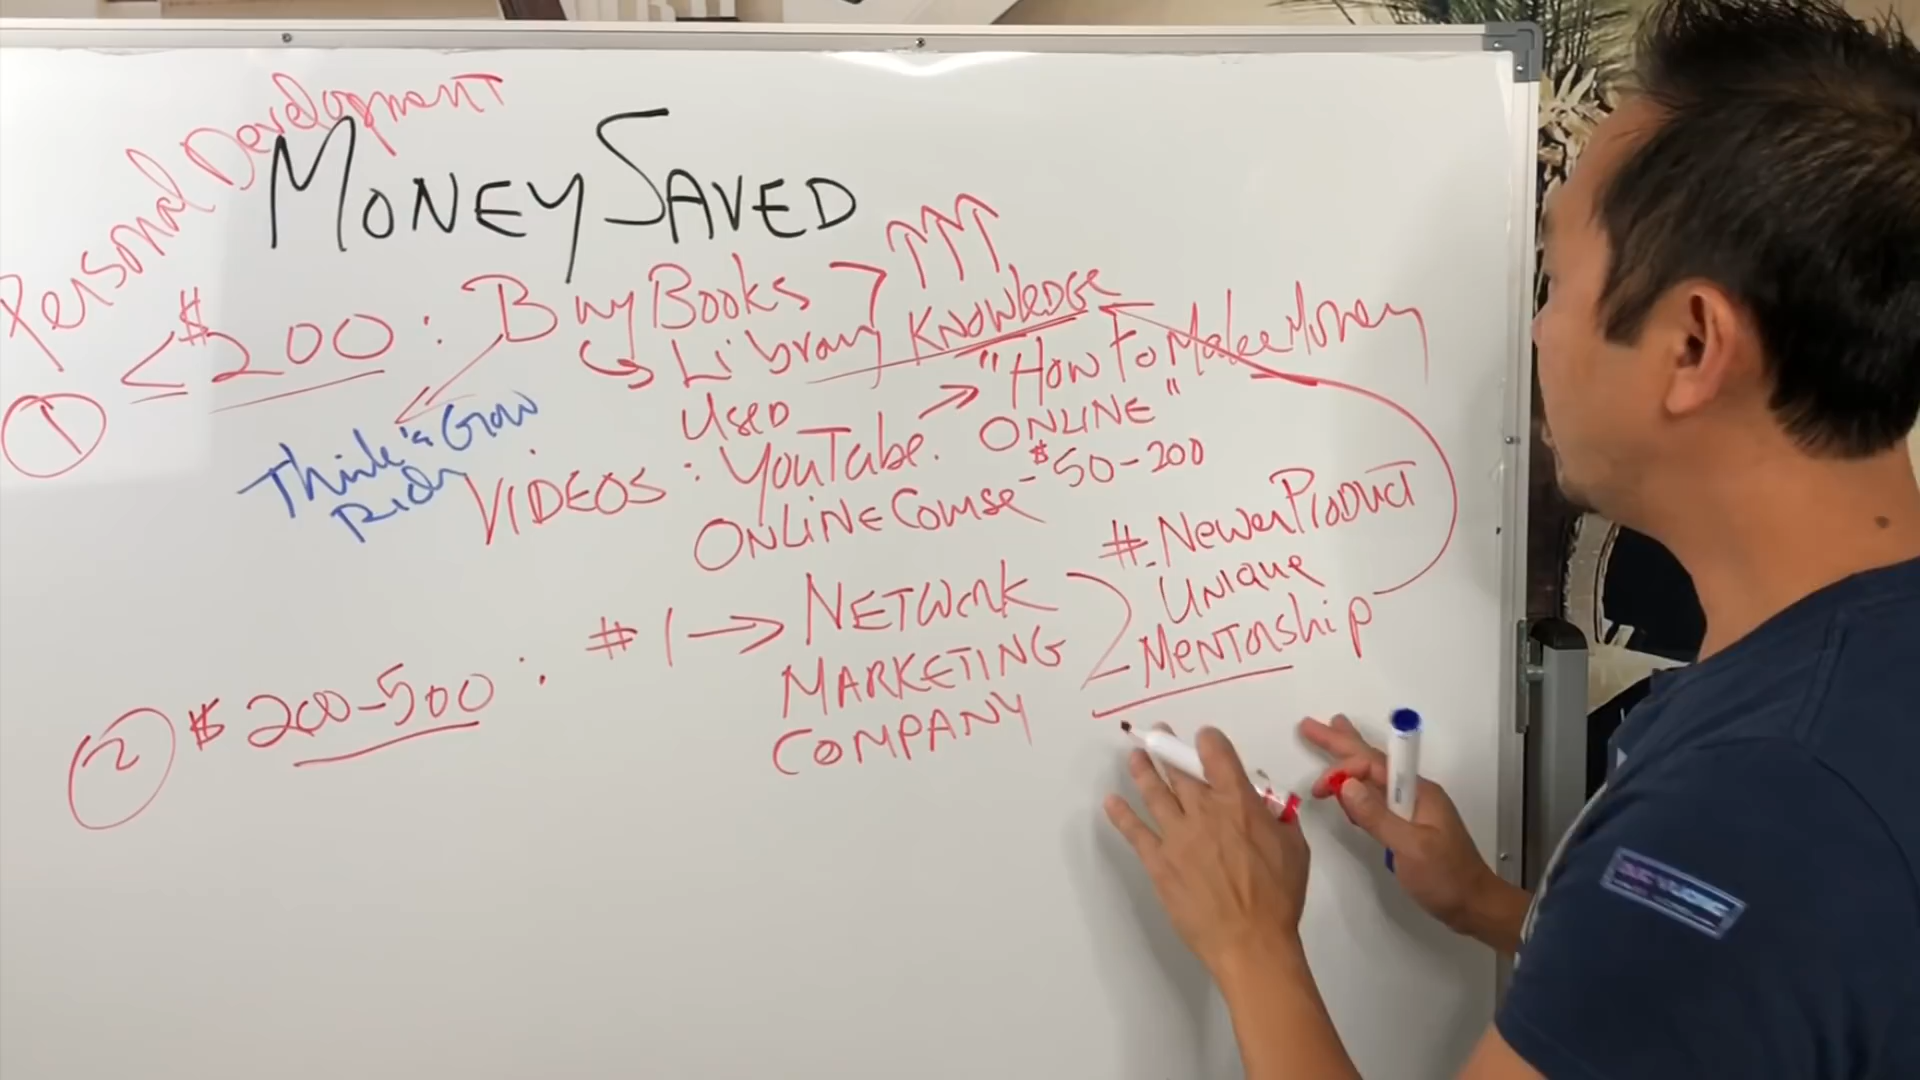 Personal Development
MONEY SAVED
① <$200: Buy Books ↑↑↑
↳ Library KNOWLEDGE
USED
Think & Grow
Rich
VIDEOS: YouTube. → "How to Make Money
ONLINE"
ONLINE Course - $50-200
② $200-500: #1 → NETWORK
MARKETING
COMPANY
#. Newer PRODUCT
UNIQUE
- MENTORship